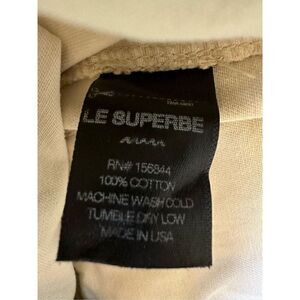 LE SUPERBE
RN# 156844
100% COTTON
MACHINE WASH COLD
TUMBLE DRY LOW
MADE IN USA